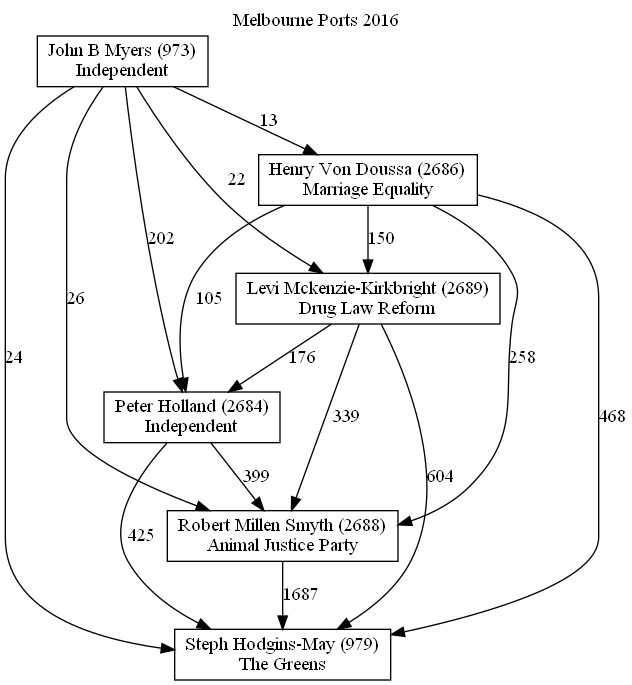 Melbourne Ports 2016
John B Myers (973)
Independent
13
Henry Von Doussa (2686)
Marriage Equality
22
202
150
Levi Mckenzie-Kirkbright (2689)
Drug Law Reform
26
105
24
176
258
Peter Holland (2684)
Independent
339
468
399
604
425
Robert Millen Smyth (2688)
Animal Justice Party
1687
Steph Hodgins-May (979)
The Greens